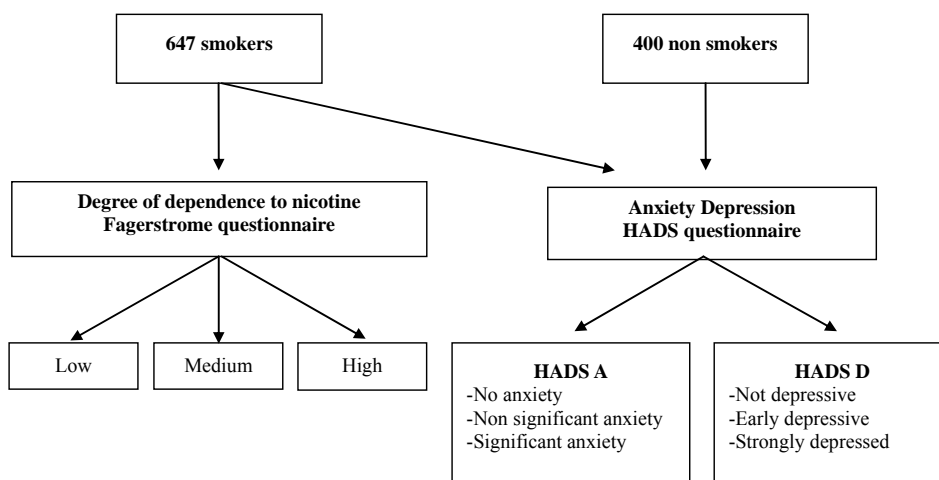 647 smokers
400 non smokers
Degree of dependence to nicotine
Fagerstrome questionnaire
Anxiety Depression
HADS questionnaire
Low
Medium
High
HADS A
-No anxiety
-Non significant anxiety
-Significant anxiety
HADS D
-Not depressive
-Early depressive
-Strongly depressed